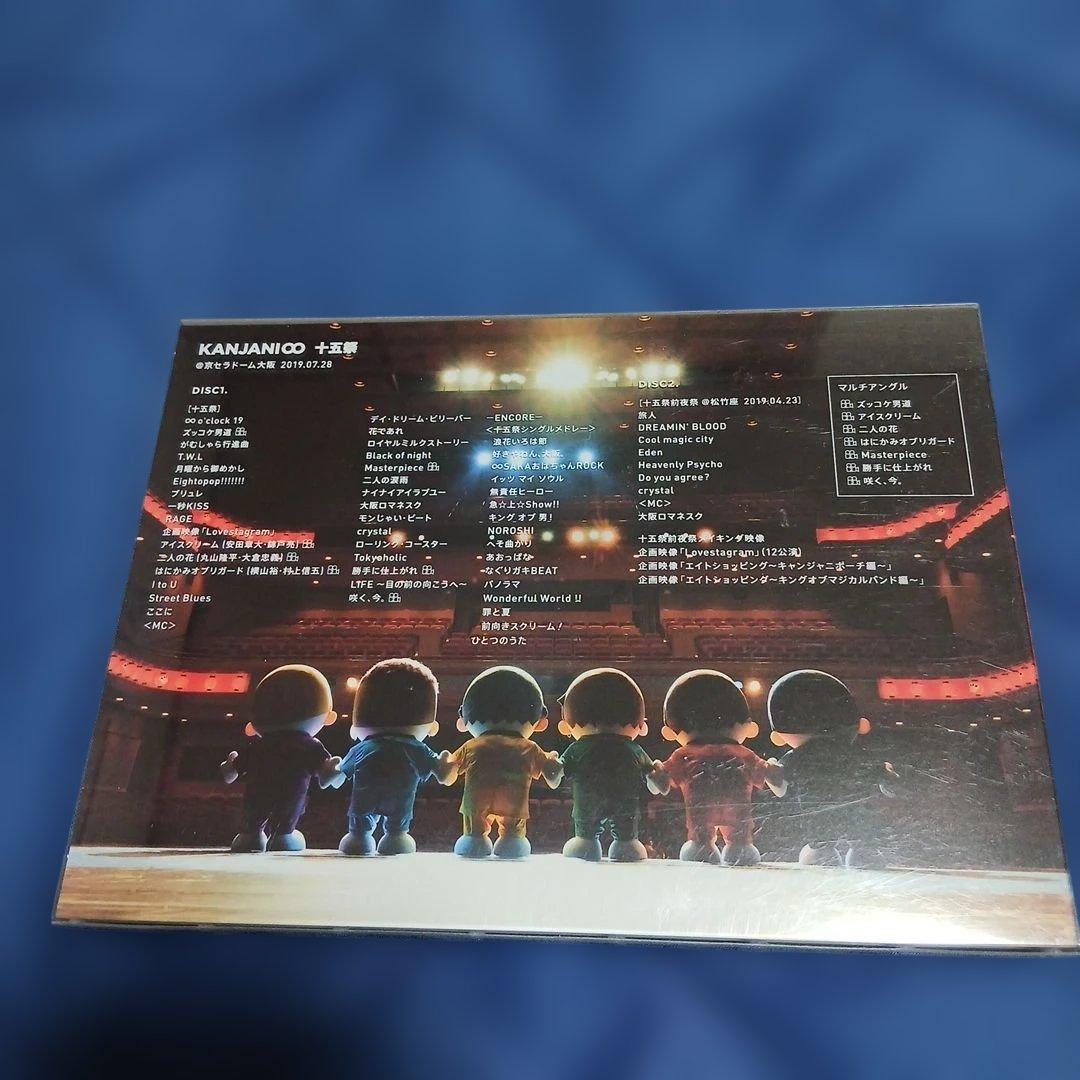 KANJANI∞ 十五祭
@京セラドーム大阪 2019.07.28
DISC1.
[十五祭]
∞o'clock 19
ズッコケ男道
がむしゃら行進曲
T.W.L
月曜から御めかし
Eightopop!!!!!!!
ブリュレ
一秒KISS
RAGE
企画映像「Lovestagram」
アイスクリーム [安田章大・錦戸亮]
二人の花 [丸山隆平・大倉忠義]
はにかみオブリガード [横山裕・村上信五]
I to U
Street Blues
ここに
<MC>
デイ・ドリーム・ビリーバー
花であれ
ロイヤルミルクストーリー
Black of night
Masterpiece
二人の涙雨
ナイナイアイラブユー
大阪ロマネスク
モンじゃい・ビート
crystal
ローリング・コースター
Tokyoholic
勝手に仕上がれ
LIFE ～目の前の向こうへ～
咲く、今。
ーENCOREー
<十五祭シングルメドレー>
浪花いろは節
好きやねん、大阪、
∞SAKAおばちゃんROCK
イッツ マイ ソウル
無責任ヒーロー
急☆上☆Show!!
キング オブ 男!
NOROSHI
へそ曲がり
あおっぱな
なぐりガキBEAT
パノラマ
Wonderful World !!
罪と夏
前向きスクリーム!
ひとつのうた
DISC2.
[十五祭前夜祭 @松竹座 2019.04.23]
旅人
DREAMIN' BLOOD
Cool magic city
Eden
Heavenly Psycho
Do you agree?
crystal
<MC>
大阪ロマネスク
十五祭前夜祭メイキング映像
企画映像「Lovestagram」(12公演)
企画映像「エイトショッピング～キャンジャニポーチ編～」
企画映像「エイトショッピング～キングオブマジカルバンド編～」
マルチアングル
ズッコケ男道
アイスクリーム
二人の花
はにかみオブリガード
Masterpiece
勝手に仕上がれ
咲く、今。